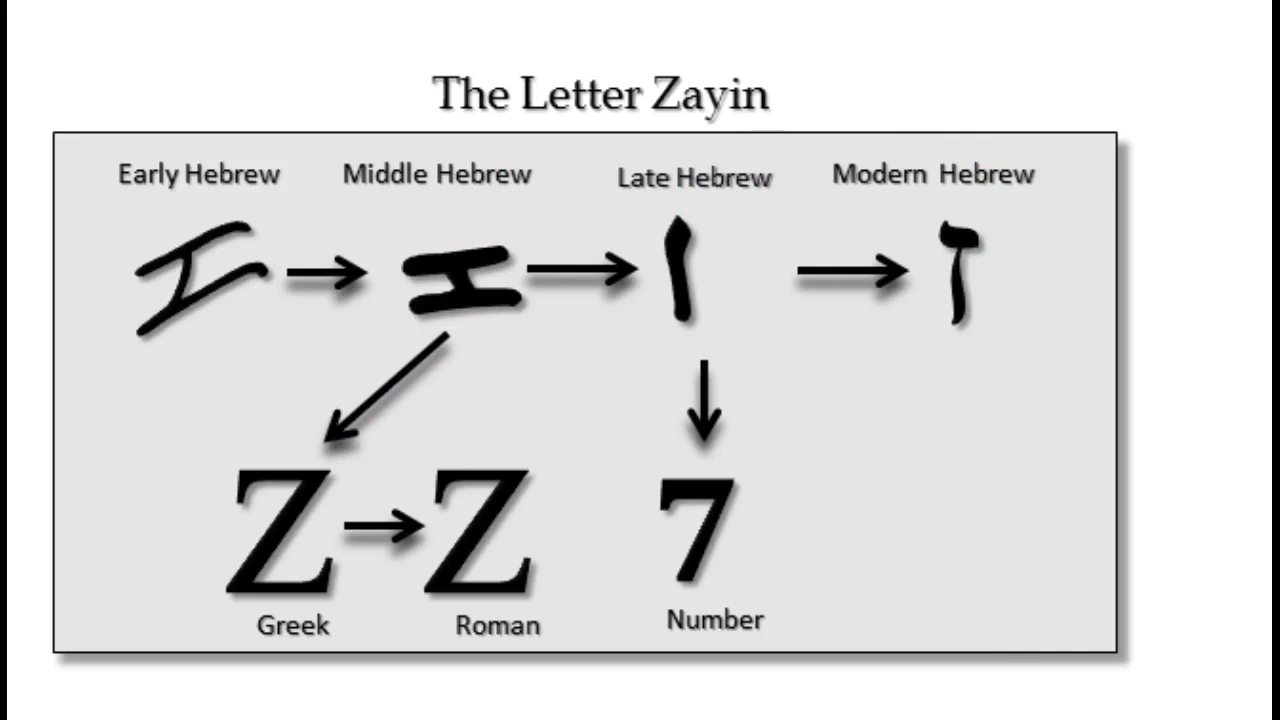 The Letter Zayin
Early Hebrew Middle Hebrew Late Hebrew Modern Hebrew
ז
Z Z 7
Greek Roman Number